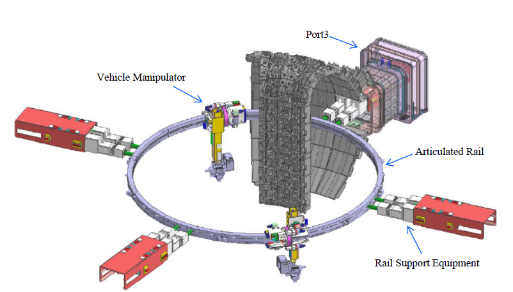 Port3
Vehicle Manipulator
Articulated Rail
Rail Support Equipment